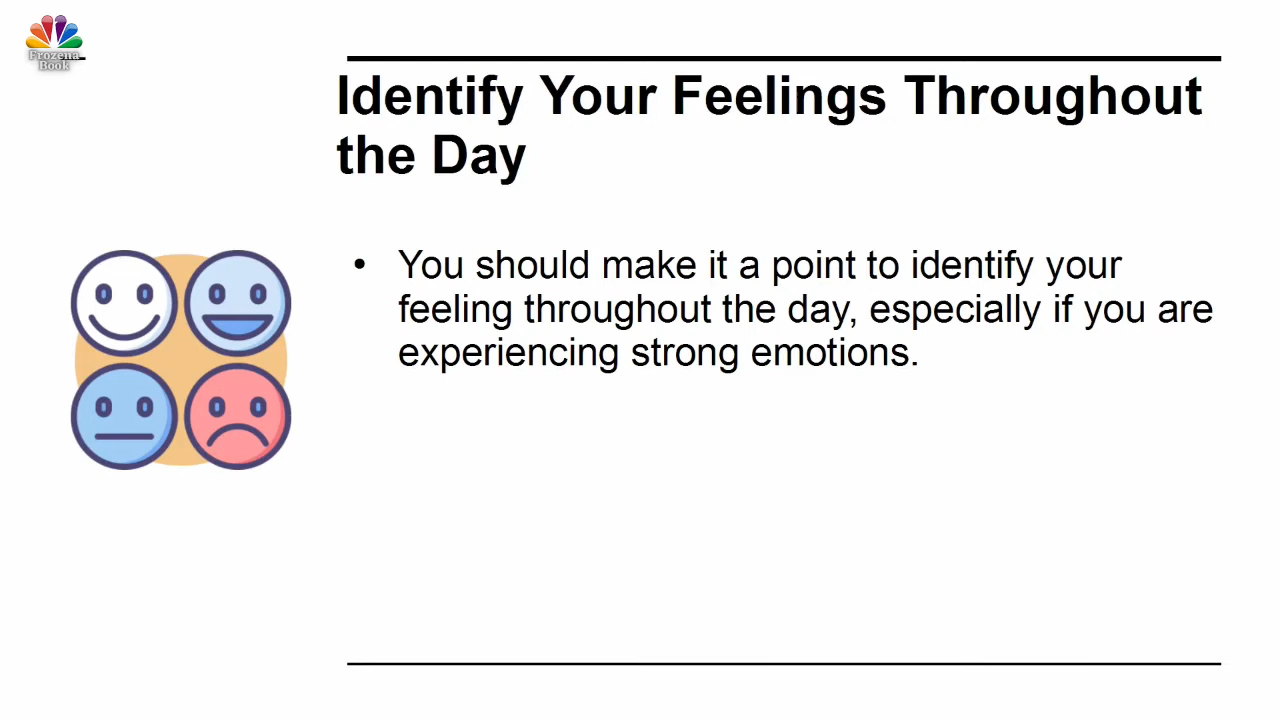 Frozena
Book
Identify Your Feelings Throughout
the Day
• You should make it a point to identify your
feeling throughout the day, especially if you are
experiencing strong emotions.